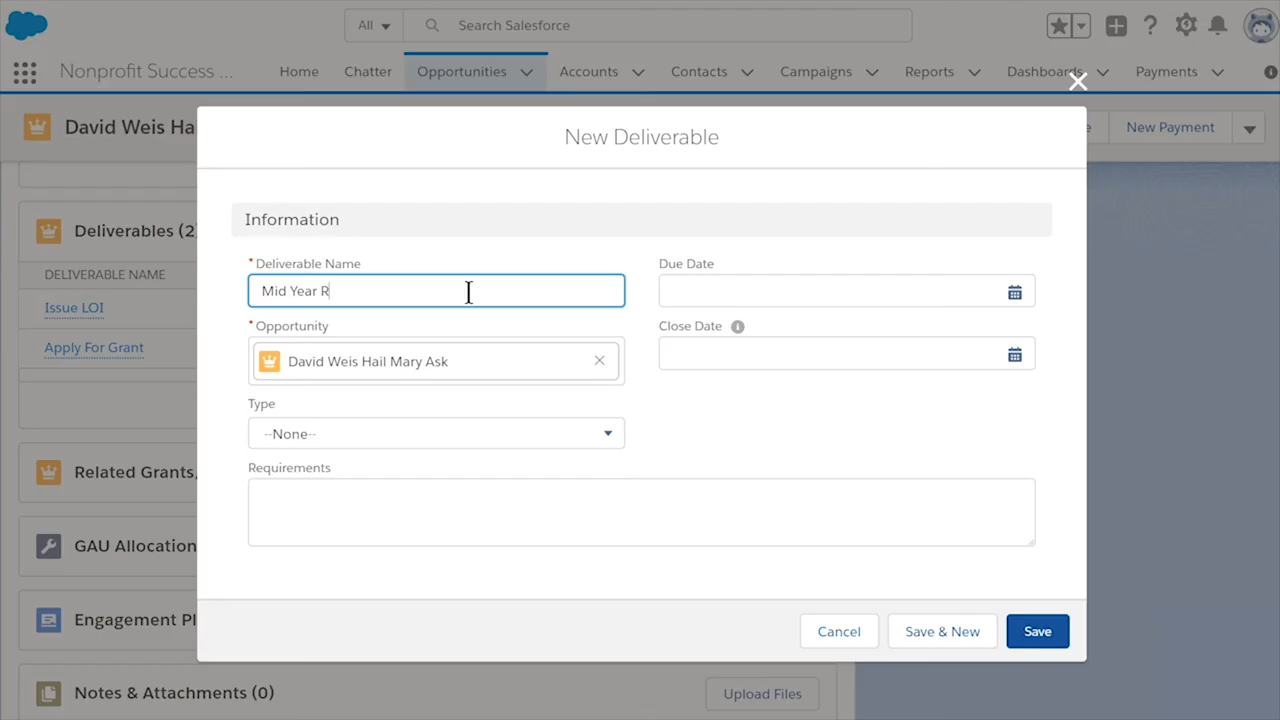 All
Search Salesforce
Nonprofit Success ...
Home
Chatter
Opportunities
Accounts
Contacts
Campaigns
Reports
Dashboards
Payments
David Weis Hai
New Payment
New Deliverable
Information
* Deliverable Name
Mid Year R
Due Date
* Opportunity
David Weis Hail Mary Ask
Close Date
Type
--None--
Requirements
Cancel
Save & New
Save
Deliverables (2)
DELIVERABLE NAME
Issue LOI
Apply For Grant
Related Grants,
GAU Allocation
Engagement Pl
Notes & Attachments (0)
Upload Files